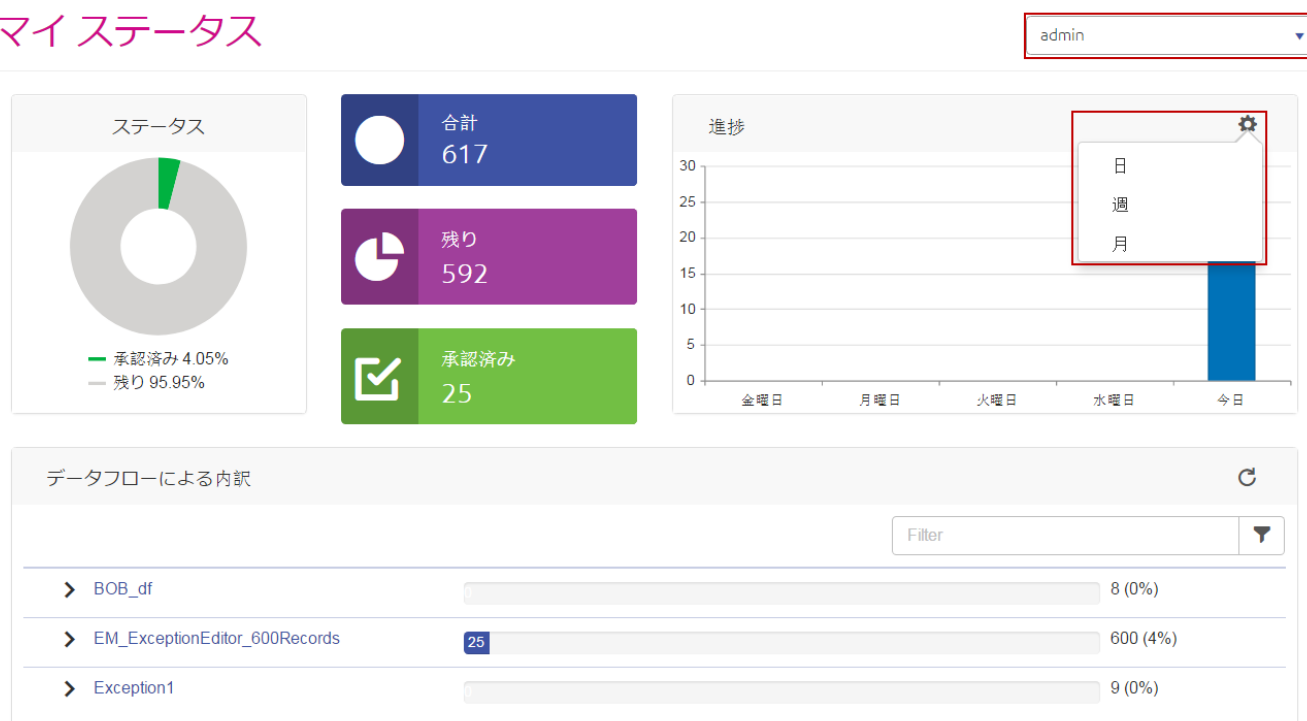 マイ ステータス
admin
ステータス
承認済み 4.05%
残り 95.95%
合計
617
残り
592
承認済み
25
進捗
日
週
月
30
25
20
15
10
5
0
金曜日 月曜日 火曜日 水曜日 今日
データフローによる内訳
Filter
BOB_df 0 8 (0%)
EM_ExceptionEditor_600Records 25 600 (4%)
Exception1 0 9 (0%)